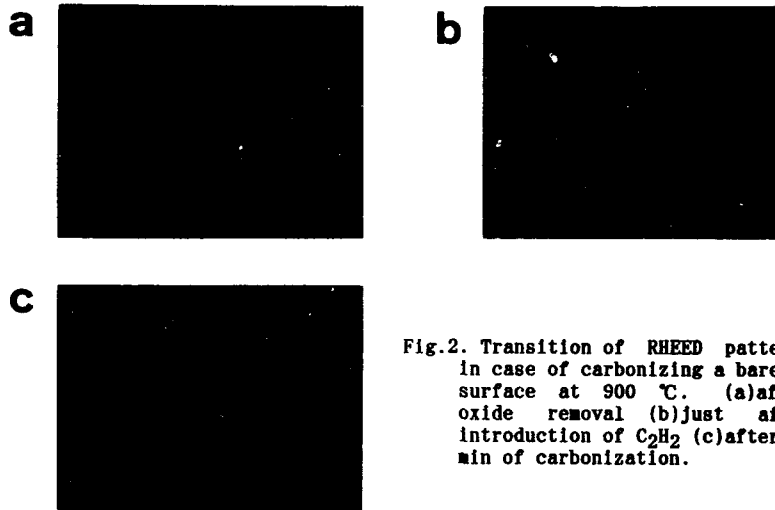 a
b
c
Fig.2. Transition of RHEED patte
in case of carbonizing a bare
surface at 900 ℃. (a)af
oxide removal (b)just af
introduction of C2H2 (c)after
min of carbonization.